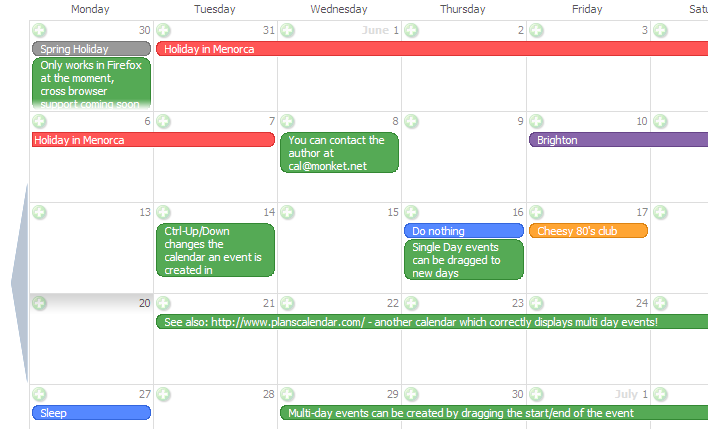 Monday Tuesday Wednesday Thursday Friday Satu
30 31 June 1 2 3
Spring Holiday Holiday in Menorca
Only works in Firefox
at the moment,
cross browser
support coming soon
6 7 8 9 10
Holiday in Menorca You can contact the Brighton
author at
cal@monket.net
13 14 15 16 17
Ctrl-Up/Down Do nothing Cheesy 80's club
changes the Single Day events
calendar an event is can be dragged to
created in new days
20 21 22 23 24
See also: http://www.planscalendar.com/ - another calendar which correctly displays multi day events!
27 28 29 30 July 1
Sleep Multi-day events can be created by dragging the start/end of the event